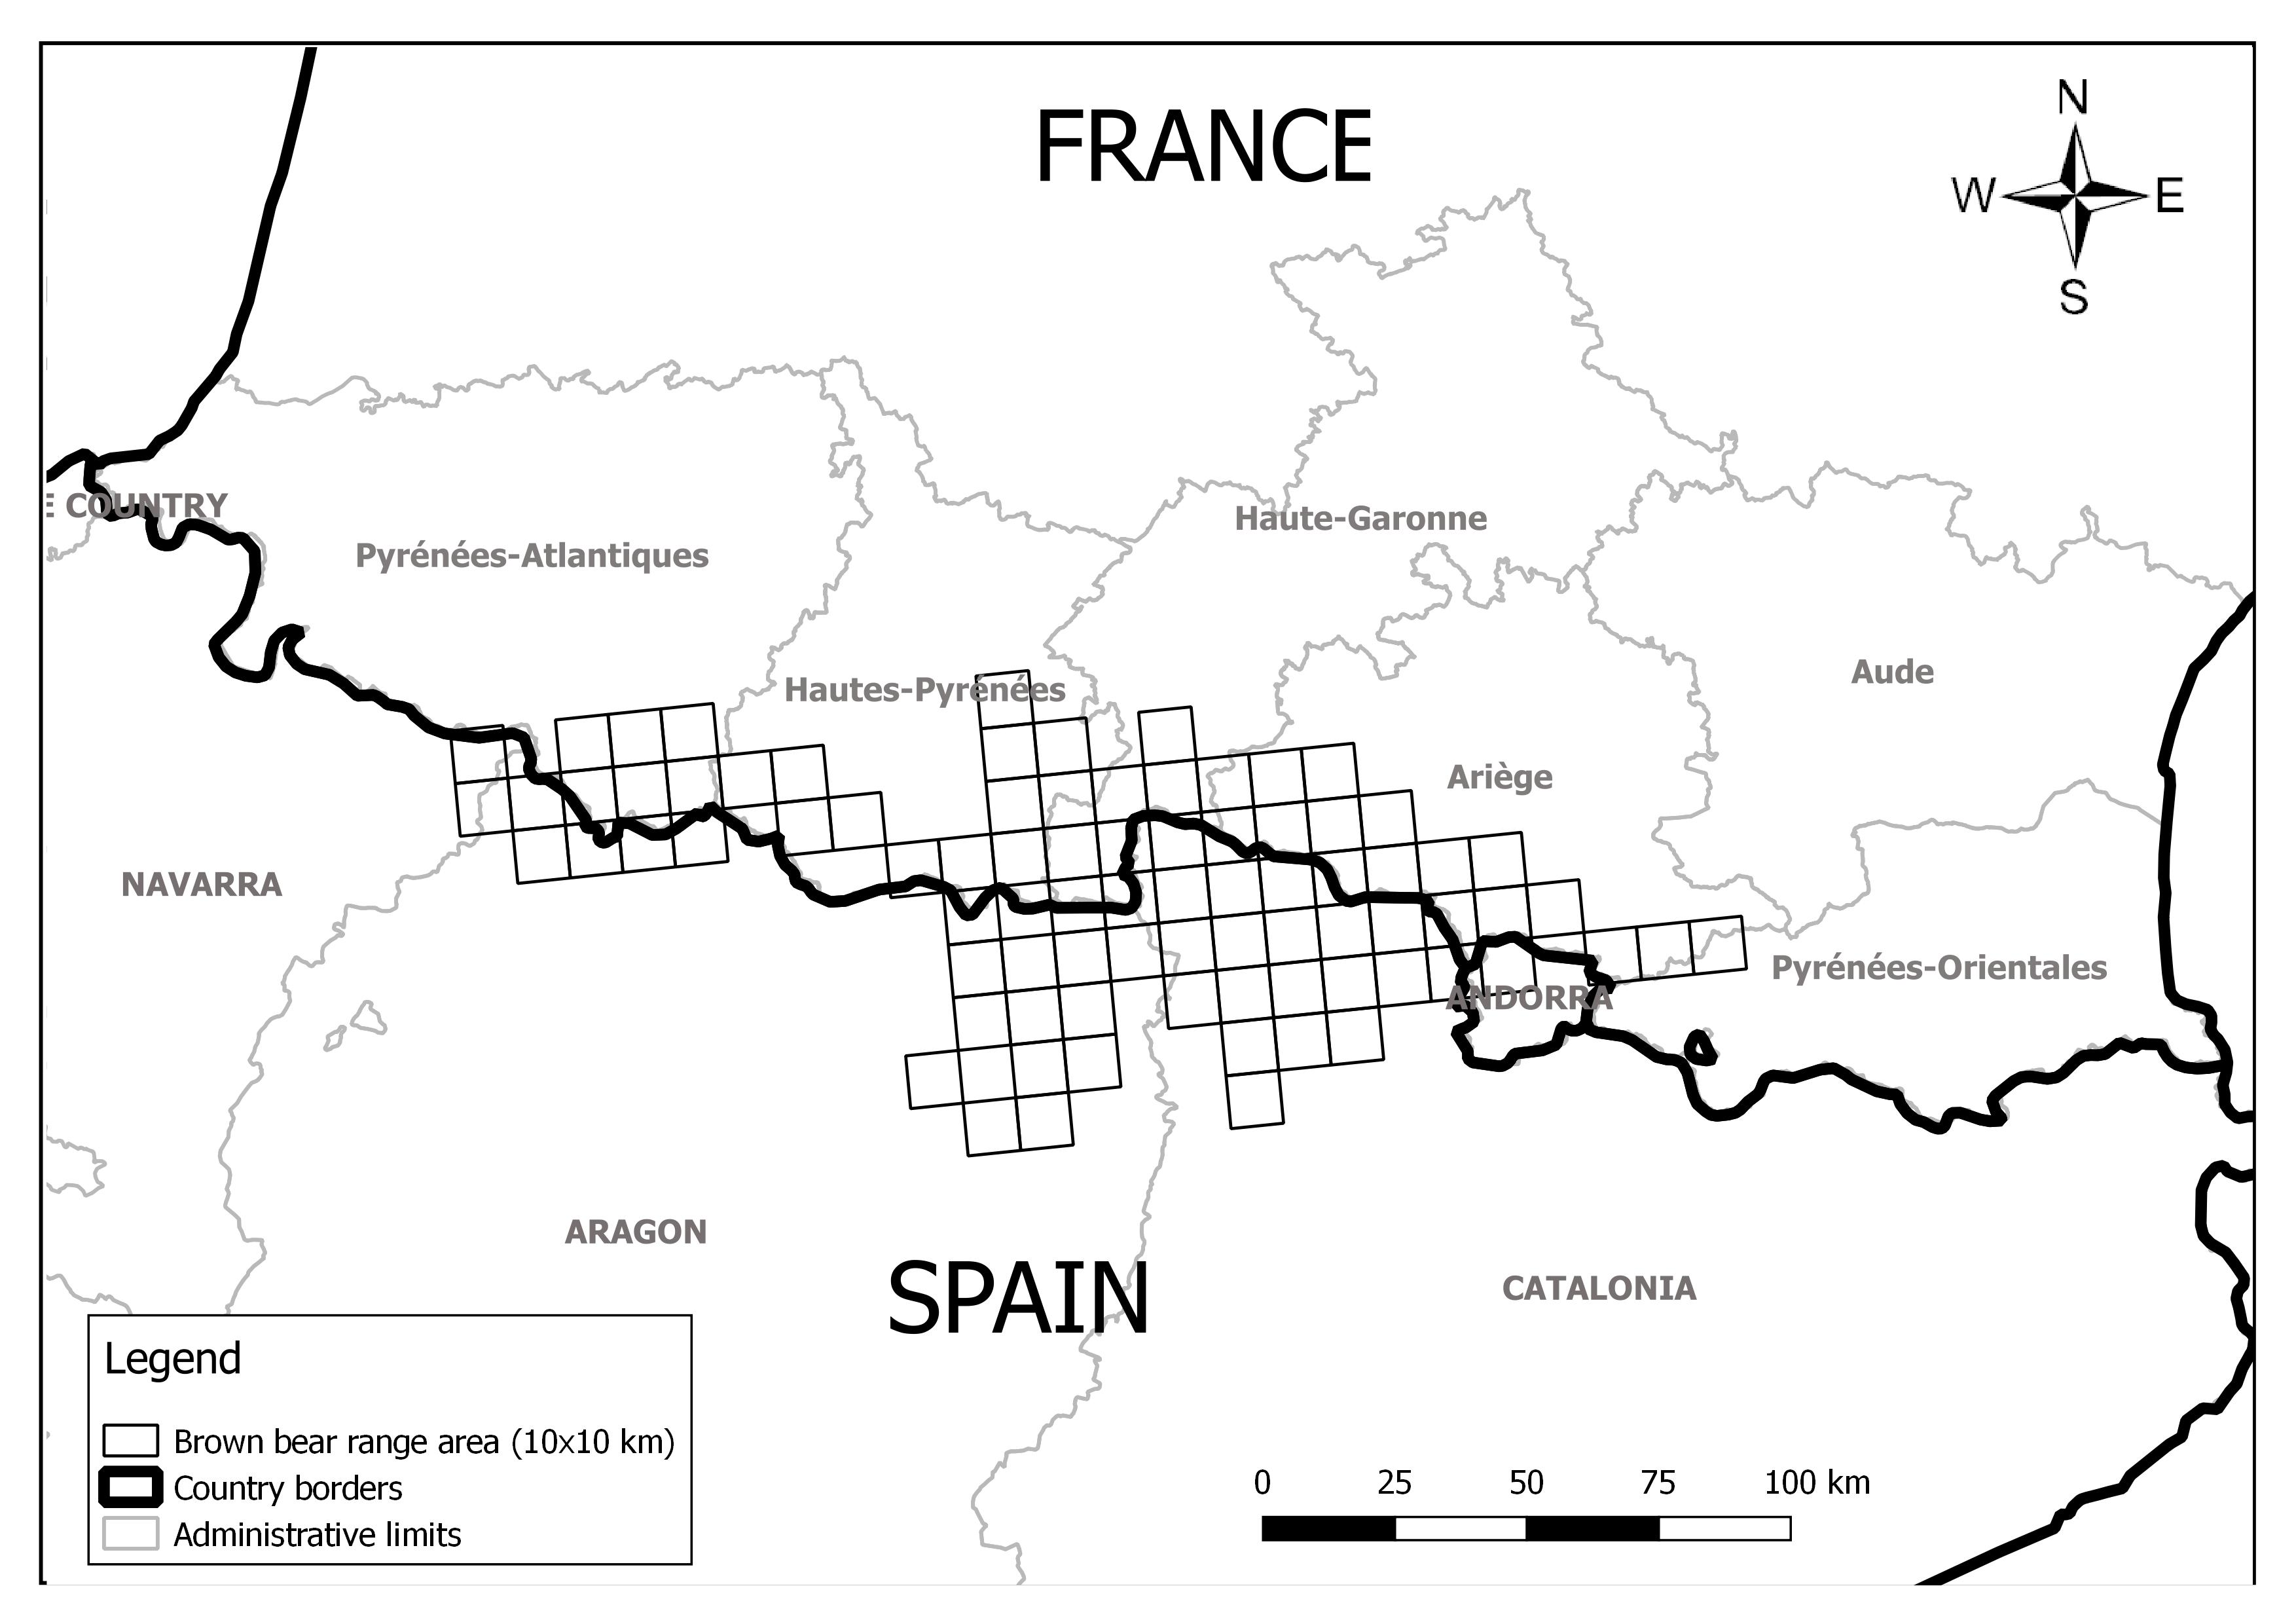 FRANCE
N
W
E
S
E COUNTRY
Haute-Garonne
Pyrénées-Atlantiques
Aude
Hautes-Pyrénées
Ariège
NAVARRA
Pyrénées-Orientales
ANDORRA
ARAGON
SPAIN
CATALONIA
Legend
Brown bear range area (10x10 km)
Country borders
Administrative limits
0 25 50 75 100 km